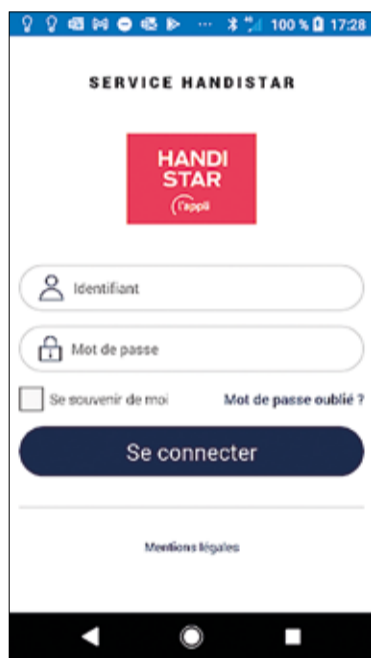 100 % 17:28
SERVICE HANDISTAR
HANDI
STAR
l'appli
Identifiant
Mot de passe
Se souvenir de moi Mot de passe oublié ?
Se connecter
Mentions légales